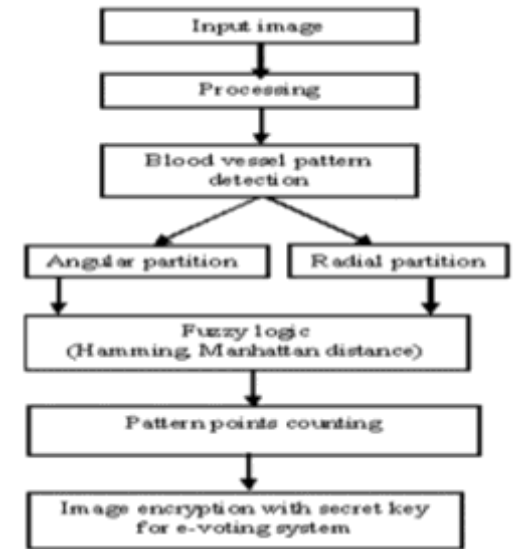 Input image
Processing
Blood vessel pattern
detection
Angular partition
Radial partition
Fuzzy logic
(Hamming, Manhattan distance)
Pattern points counting
Image encryption with secret key
for e-voting system